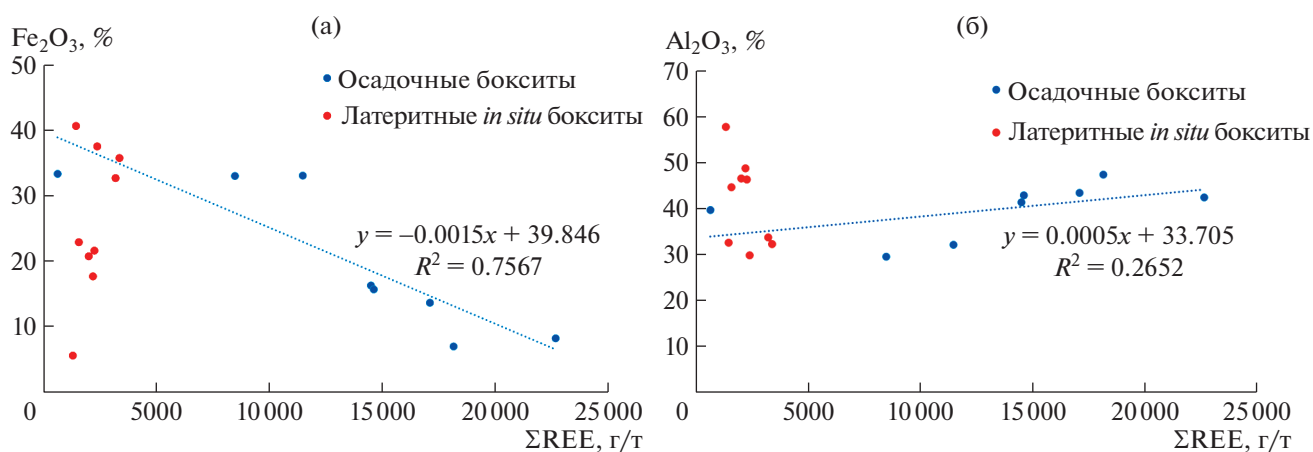 (а)
Fe₂O₃, %
50
40
30
20
10
0
5000
10 000
15 000
20 000
25 000
ΣREE, г/т
Осадочные бокситы
Латеритные in situ бокситы
y = –0.0015x + 39.846
R² = 0.7567
(б)
Al₂O₃, %
70
60
50
40
30
20
10
0
5000
10 000
15 000
20 000
25 000
ΣREE, г/т
Осадочные бокситы
Латеритные in situ бокситы
y = 0.0005x + 33.705
R² = 0.2652